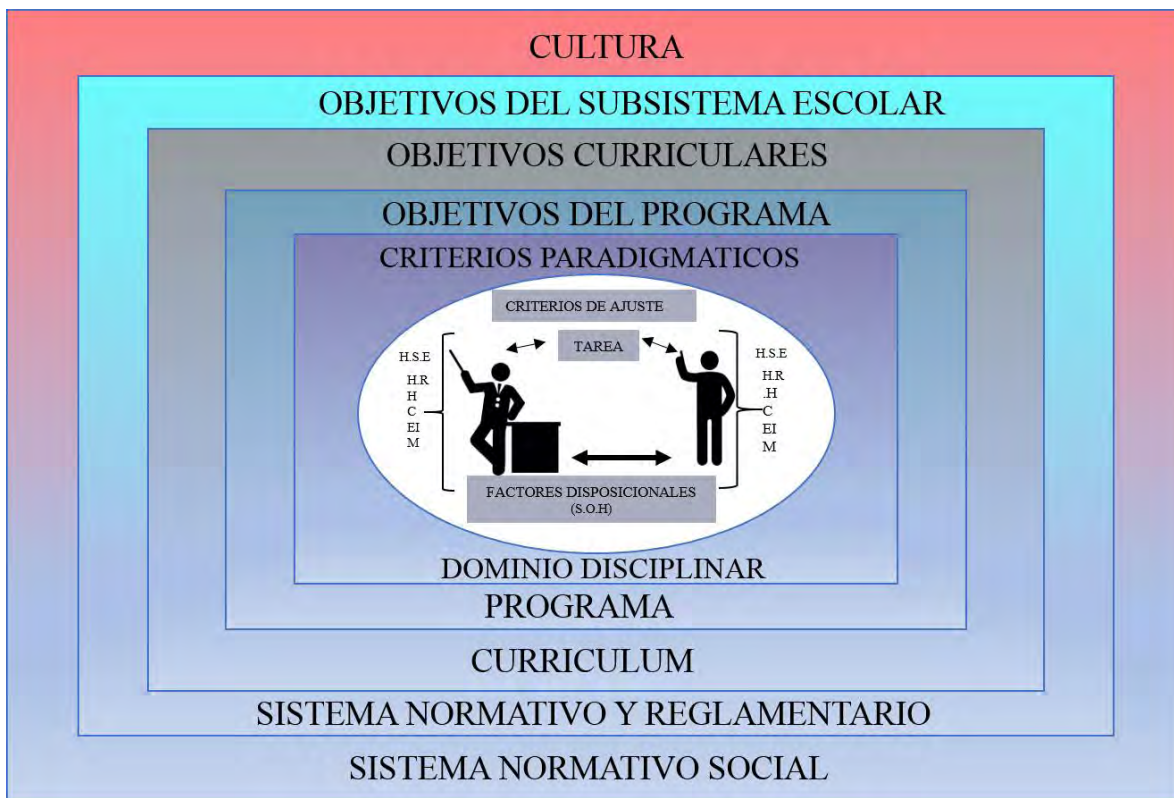 CULTURA
OBJETIVOS DEL SUBSISTEMA ESCOLAR
OBJETIVOS CURRICULARES
OBJETIVOS DEL PROGRAMA
CRITERIOS PARADIGMATICOS
CRITERIOS DE AJUSTE
TAREA
H.S.E
H.R
H
C
EI
M
H.S.E
H.R
.H
C
EI
M
FACTORES DISPOSICIONALES
(S.O.H)
DOMINIO DISCIPLINAR
PROGRAMA
CURRICULUM
SISTEMA NORMATIVO Y REGLAMENTARIO
SISTEMA NORMATIVO SOCIAL